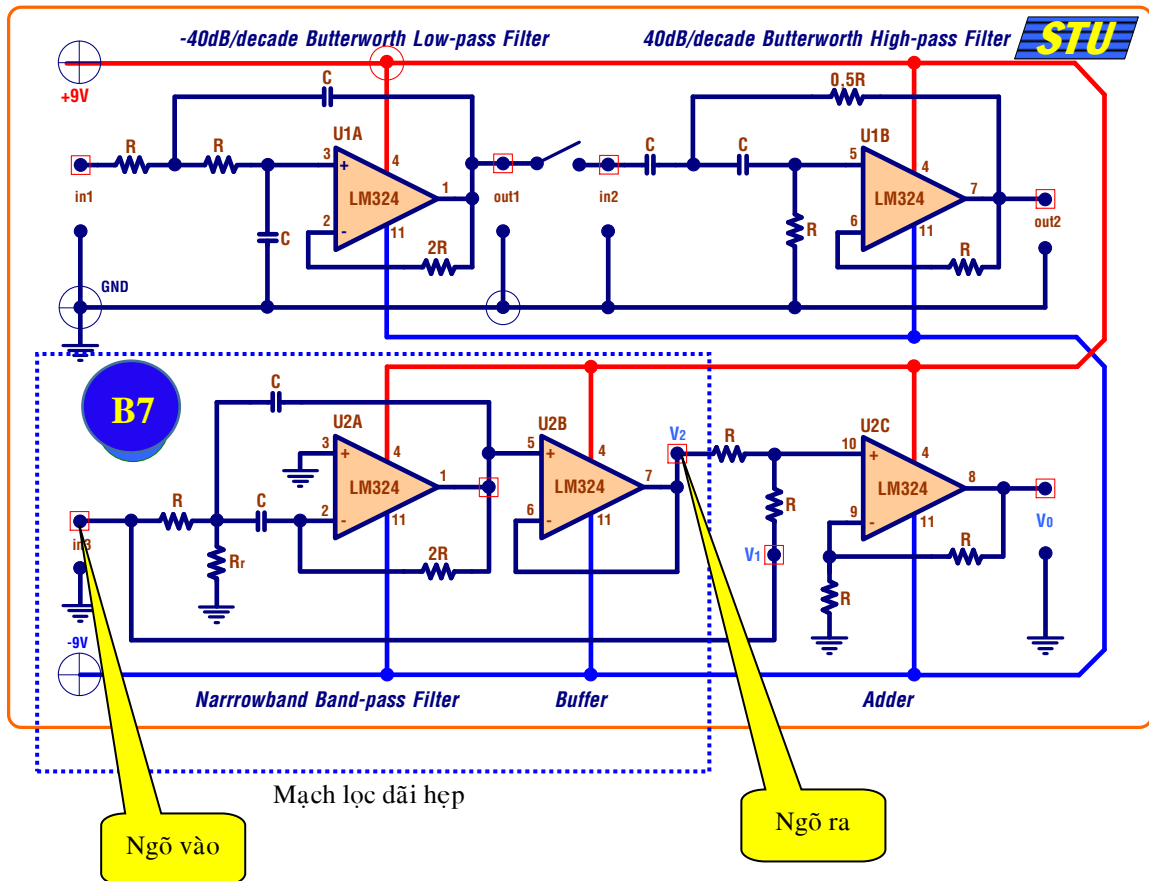 -40dB/decade Butterworth Low-pass Filter
40dB/decade Butterworth High-pass Filter
STU
+9V
C
0,5R
U1A
U1B
R
R
C
C
3
+
4
LM324
1
2
-
11
in1
out1
in2
5
4
LM324
7
6
-
11
out2
C
2R
R
R
GND
B7
C
U2A
U2B
U2C
3
+
4
LM324
1
2
-
11
5
+
4
LM324
7
6
-
11
V2
R
10
+
4
LM324
8
9
-
11
in3
R
C
R
V1
V0
Rr
2R
R
R
-9V
Narrrowband Band-pass Filter
Buffer
Adder
Mạch lọc dãi hẹp
Ngõ vào
Ngõ ra